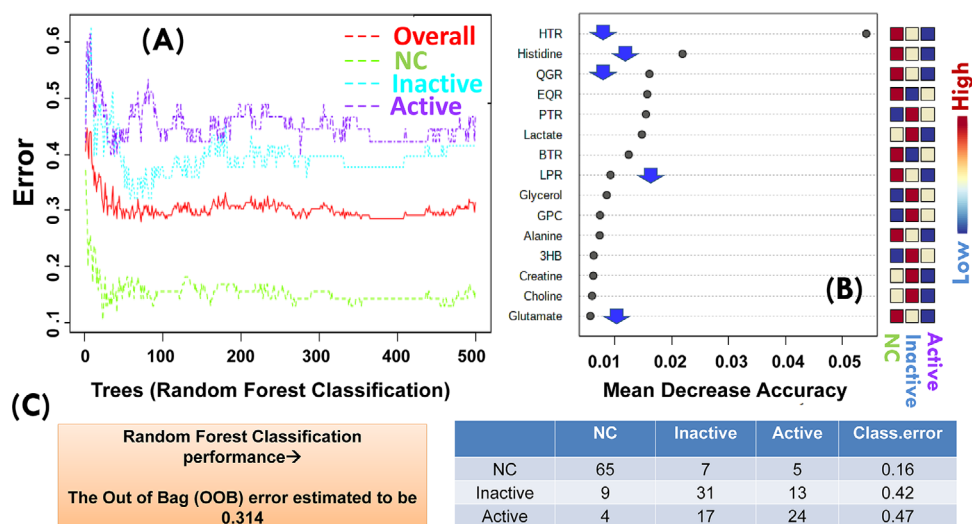 (A)
Overall
NC
Inactive
Active
Error
0.6
0.5
0.4
0.3
0.2
0.1
0 100 200 300 400 500
Trees (Random Forest Classification)
HTR
Histidine
QGR
EQR
PTR
Lactate
BTR
LPR
Glycerol
GPC
Alanine
3HB
Creatine
Choline
Glutamate
(B)
0.01 0.02 0.03 0.04 0.05
Mean Decrease Accuracy
High
Low
NC
Inactive
Active
(C)
Random Forest Classification
performance→
The Out of Bag (OOB) error estimated to be
0.314
NC Inactive Active Class.error
NC 65 7 5 0.16
Inactive 9 31 13 0.42
Active 4 17 24 0.47